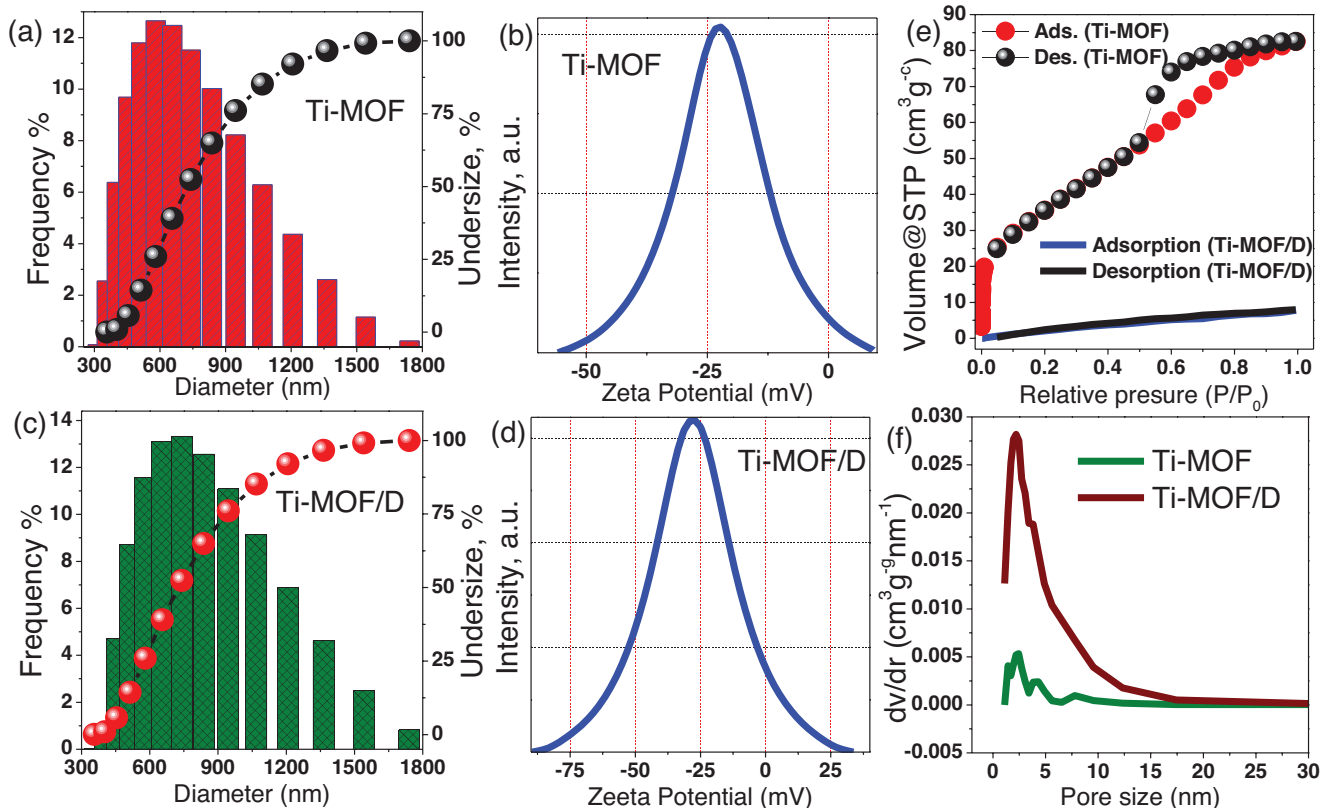 (a)
Ti-MOF
Frequency %
12
10
8
6
4
2
0
100
75
50
25
0
Undersize, %
300 600 900 1200 1500 1800
Diameter (nm)
(b)
Ti-MOF
Intensity, a.u.
-50 -25 0
Zeta Potential (mV)
(e)
Ads. (Ti-MOF)
Des. (Ti-MOF)
Adsorption (Ti-MOF/D)
Desorption (Ti-MOF/D)
Volume@STP (cm³g⁻ᶜ)
90
80
70
60
50
40
30
20
10
0
0.0 0.2 0.4 0.6 0.8 1.0
Relative presure (P/P₀)
(c)
Ti-MOF/D
Frequency %
14
12
10
8
6
4
2
0
100
75
50
25
0
Undersize, %
300 600 900 1200 1500 1800
Diameter (nm)
(d)
Ti-MOF/D
Intensity, a.u.
-75 -50 -25 0 25
Zeeta Potential (mV)
(f)
Ti-MOF
Ti-MOF/D
dv/dr (cm³g⁻ᵍnm⁻¹)
0.030
0.025
0.020
0.015
0.010
0.005
0.000
-0.005
0 5 10 15 20 25 30
Pore size (nm)